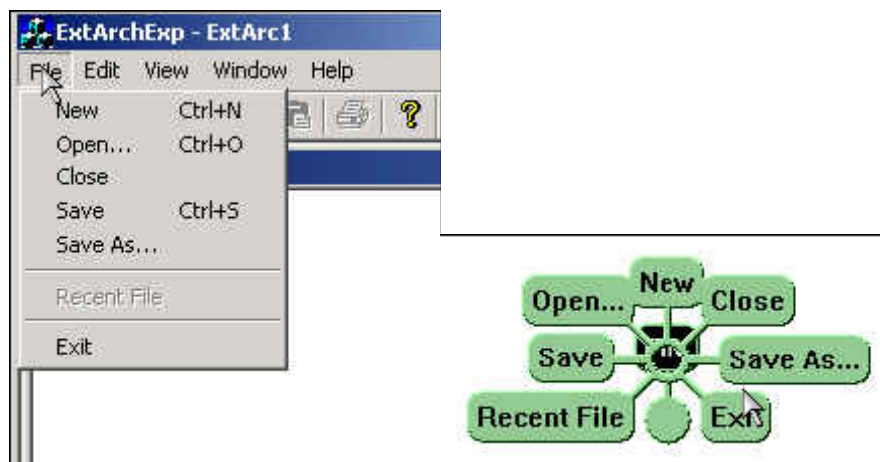 ExtArchExp - ExtArc1
File Edit View Window Help
New Ctrl+N
Open... Ctrl+O
Close
Save Ctrl+S
Save As...
Recent File
Exit
New
Open... Close
Save Save As...
Recent File Exit